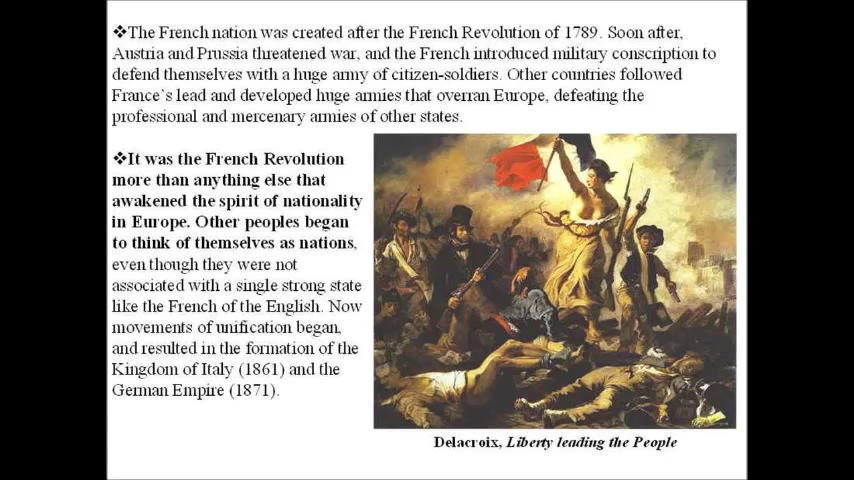 ❖The French nation was created after the French Revolution of 1789. Soon after,
Austria and Prussia threatened war, and the French introduced military conscription to
defend themselves with a huge army of citizen-soldiers. Other countries followed
France's lead and developed huge armies that overran Europe, defeating the
professional and mercenary armies of other states.
❖It was the French Revolution
more than anything else that
awakened the spirit of nationality
in Europe. Other peoples began
to think of themselves as nations,
even though they were not
associated with a single strong state
like the French of the English. Now
movements of unification began,
and resulted in the formation of the
Kingdom of Italy (1861) and the
German Empire (1871).
Delacroix, Liberty leading the People